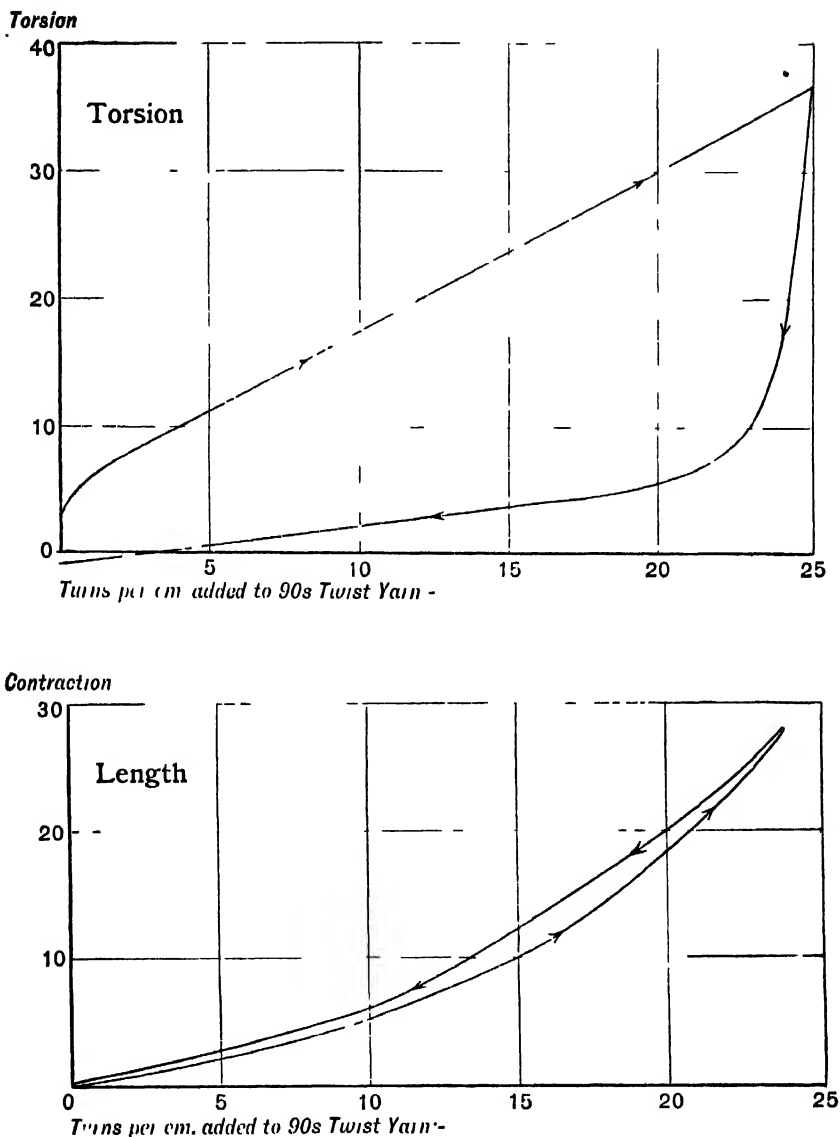 Torsion
40
Torsion
30
20
10
0
5 10 15 20 25
Turns per cm added to 90s Twist Yarn -
Contraction
30
Length
20
10
0 5 10 15 20 25
Turns per cm. added to 90s Twist Yarn:-